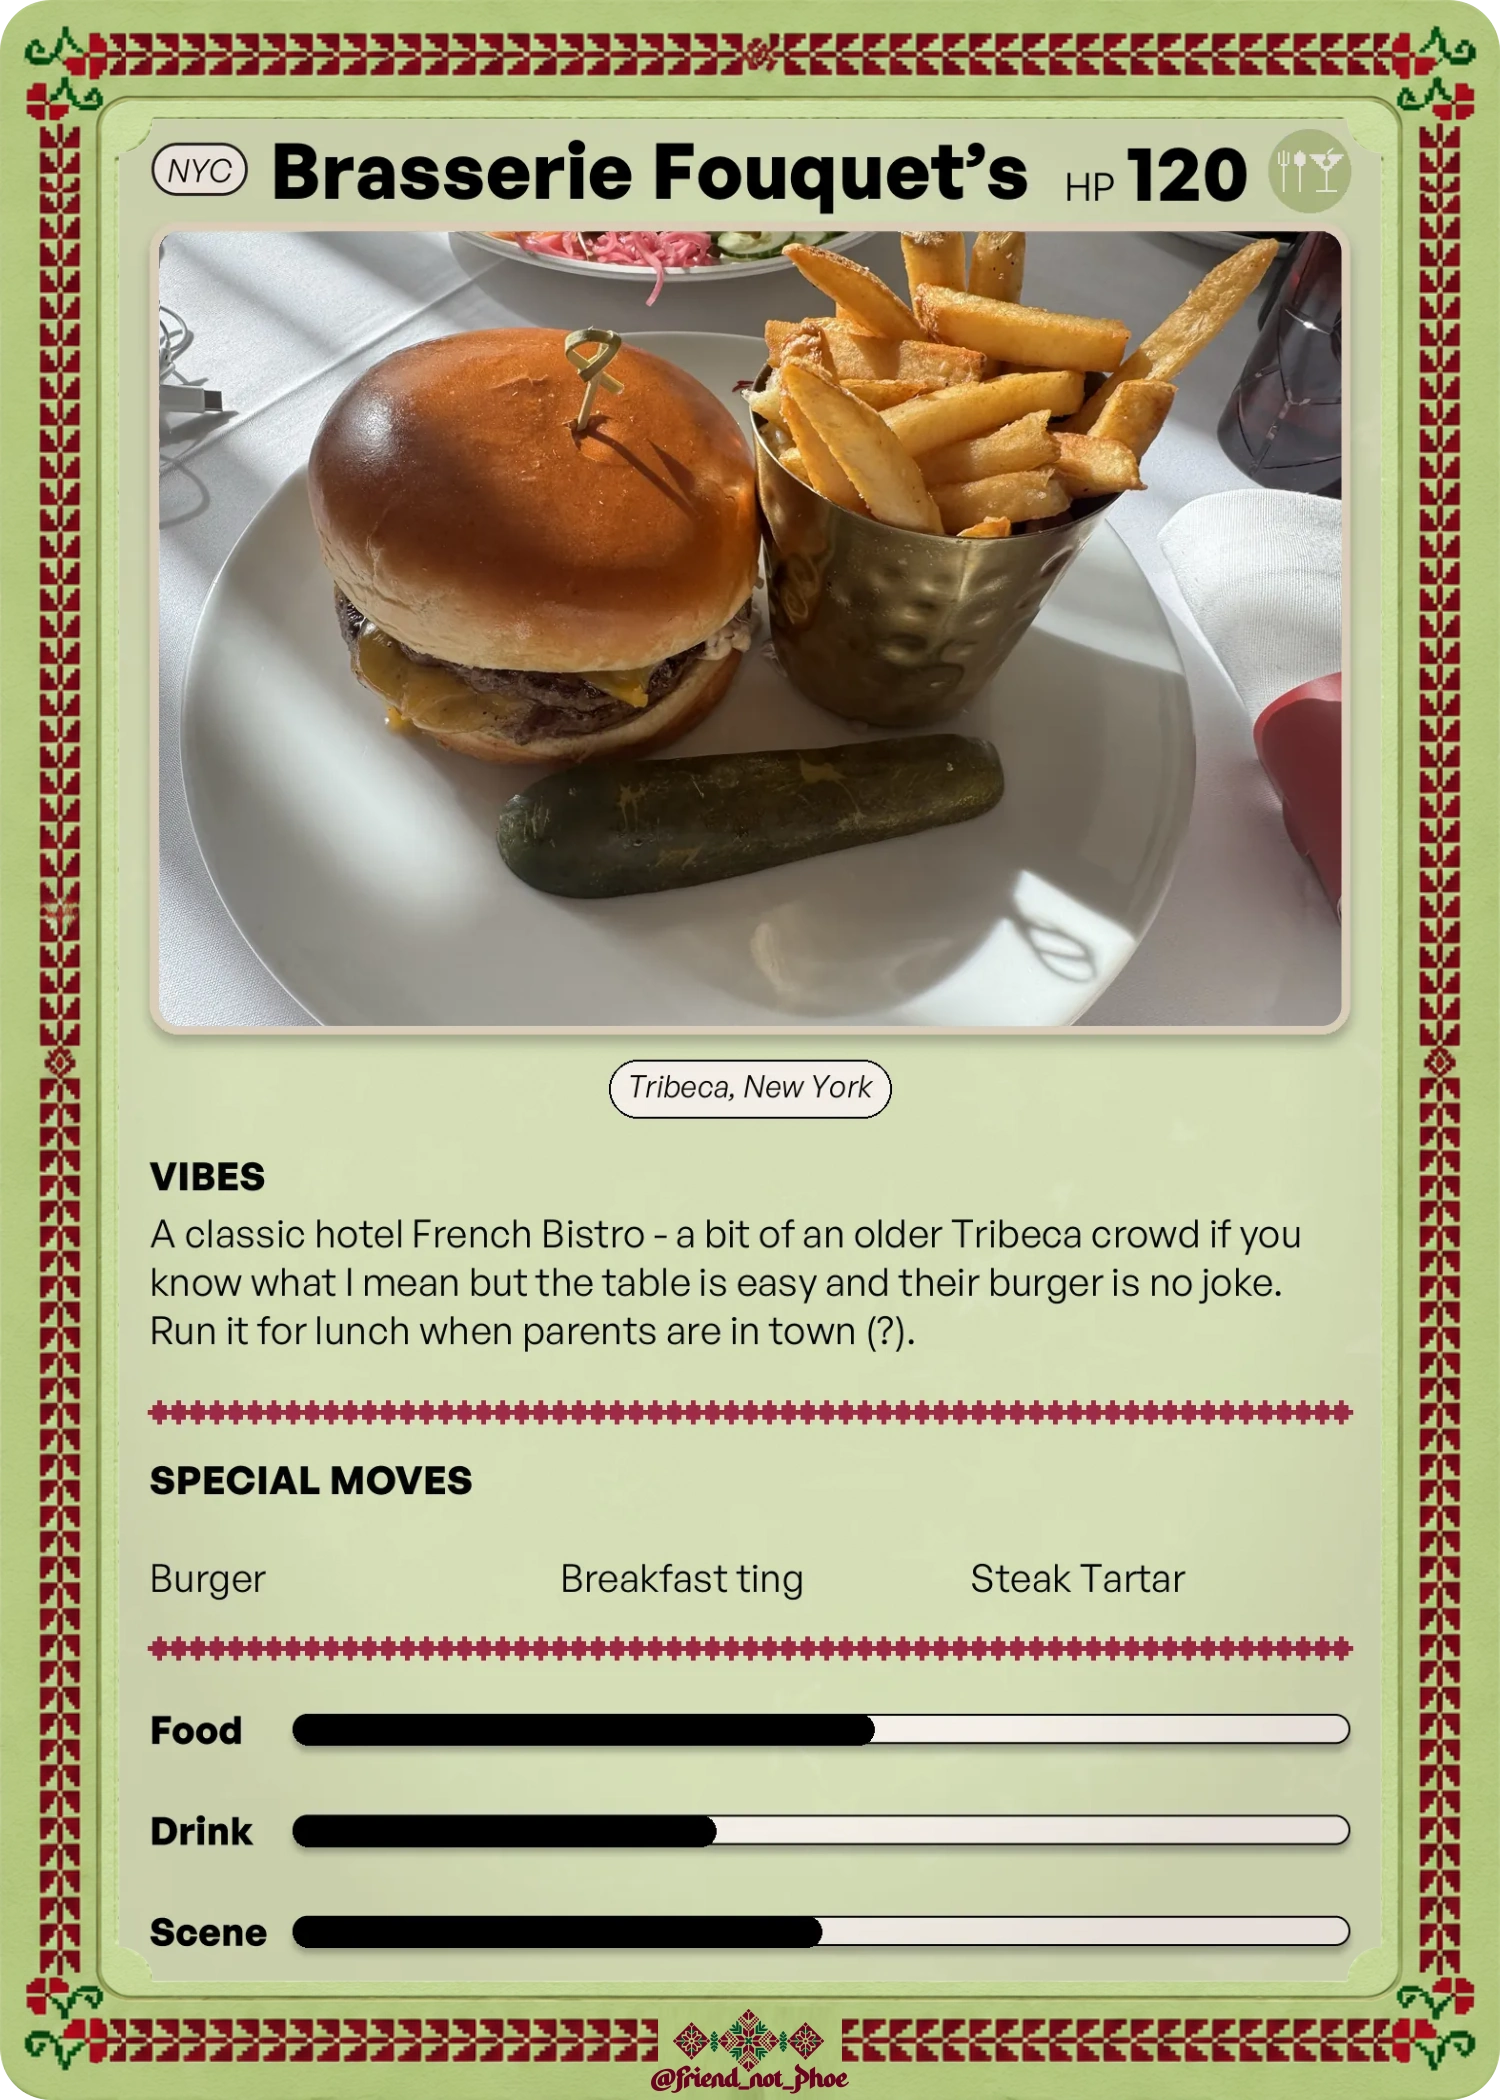 NYC Brasserie Fouquet’s HP 120
Tribeca, New York
VIBES
A classic hotel French Bistro - a bit of an older Tribeca crowd if you
know what I mean but the table is easy and their burger is no joke.
Run it for lunch when parents are in town (?).
SPECIAL MOVES
Burger Breakfast ting Steak Tartar
Food
Drink
Scene
@friend_not_phoe